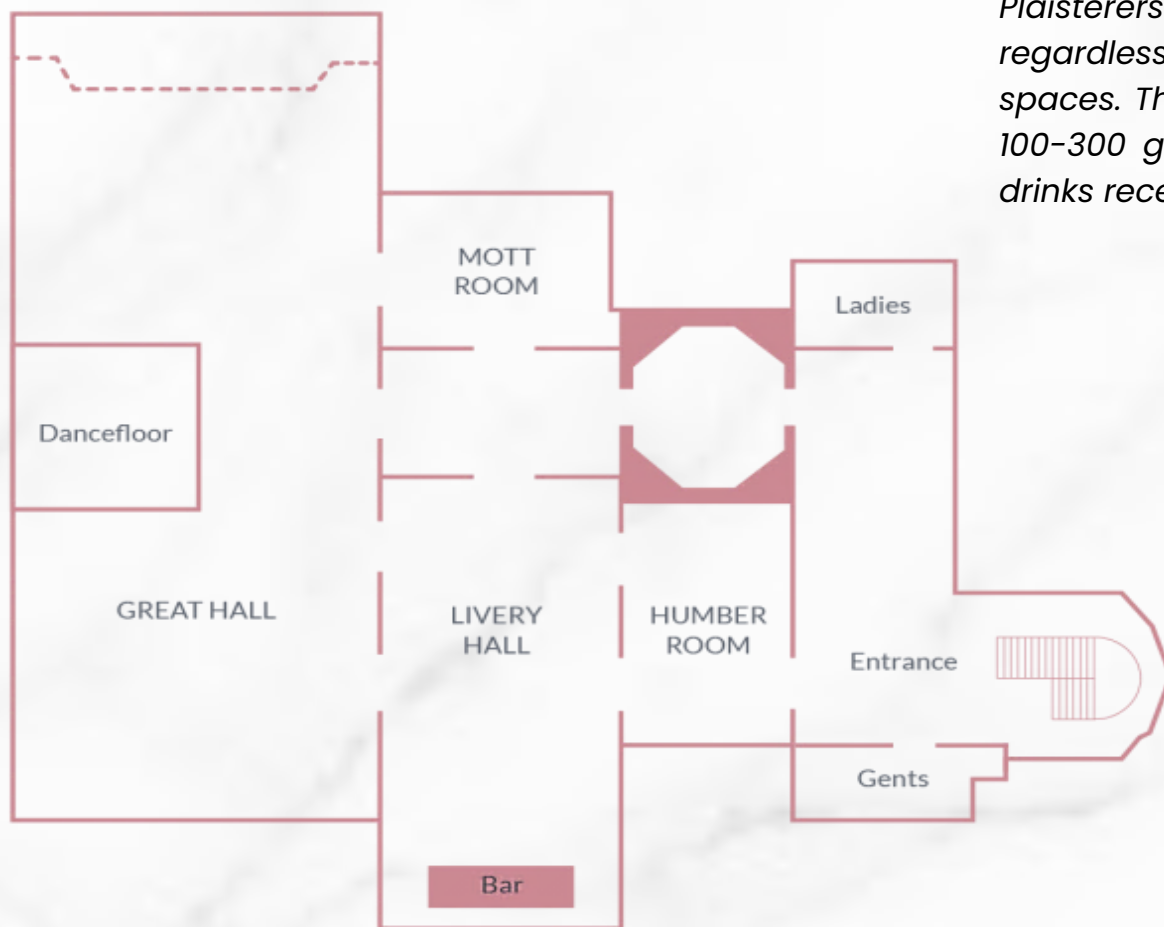 Plaisterers
regardless
spaces. Th
100-300 g
drinks rece
MOTT
ROOM
Ladies
Dancefloor
GREAT HALL
LIVERY
HALL
HUMBER
ROOM
Entrance
Gents
Bar